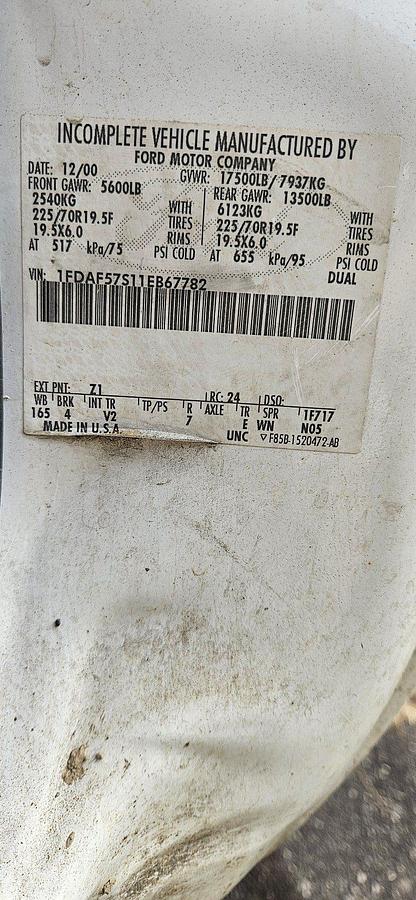 INCOMPLETE VEHICLE MANUFACTURED BY
FORD MOTOR COMPANY
DATE: 12/00 GVWR: 17500LB/ 7937KG
FRONT GAWR: 5600LB REAR GAWR: 13500LB
2540KG WITH 6123KG WITH
225/70R19.5F TIRES 225/70R19.5F TIRES
19.5X6.0 RIMS 19.5X6.0 RIMS
AT 517 kPa/75 PSI COLD AT 655 kPa/95 PSI COLD
DUAL
VIN: 1FDAF57S11EB67782
EXT PNT: Z1 RC: 24 DSO:
WB BRK INT TR TP/PS R AXLE TR SPR 1F717
165 4 V2 7 E WN N05
MADE IN U.S.A. UNC ▽ F85B-1520472-AB